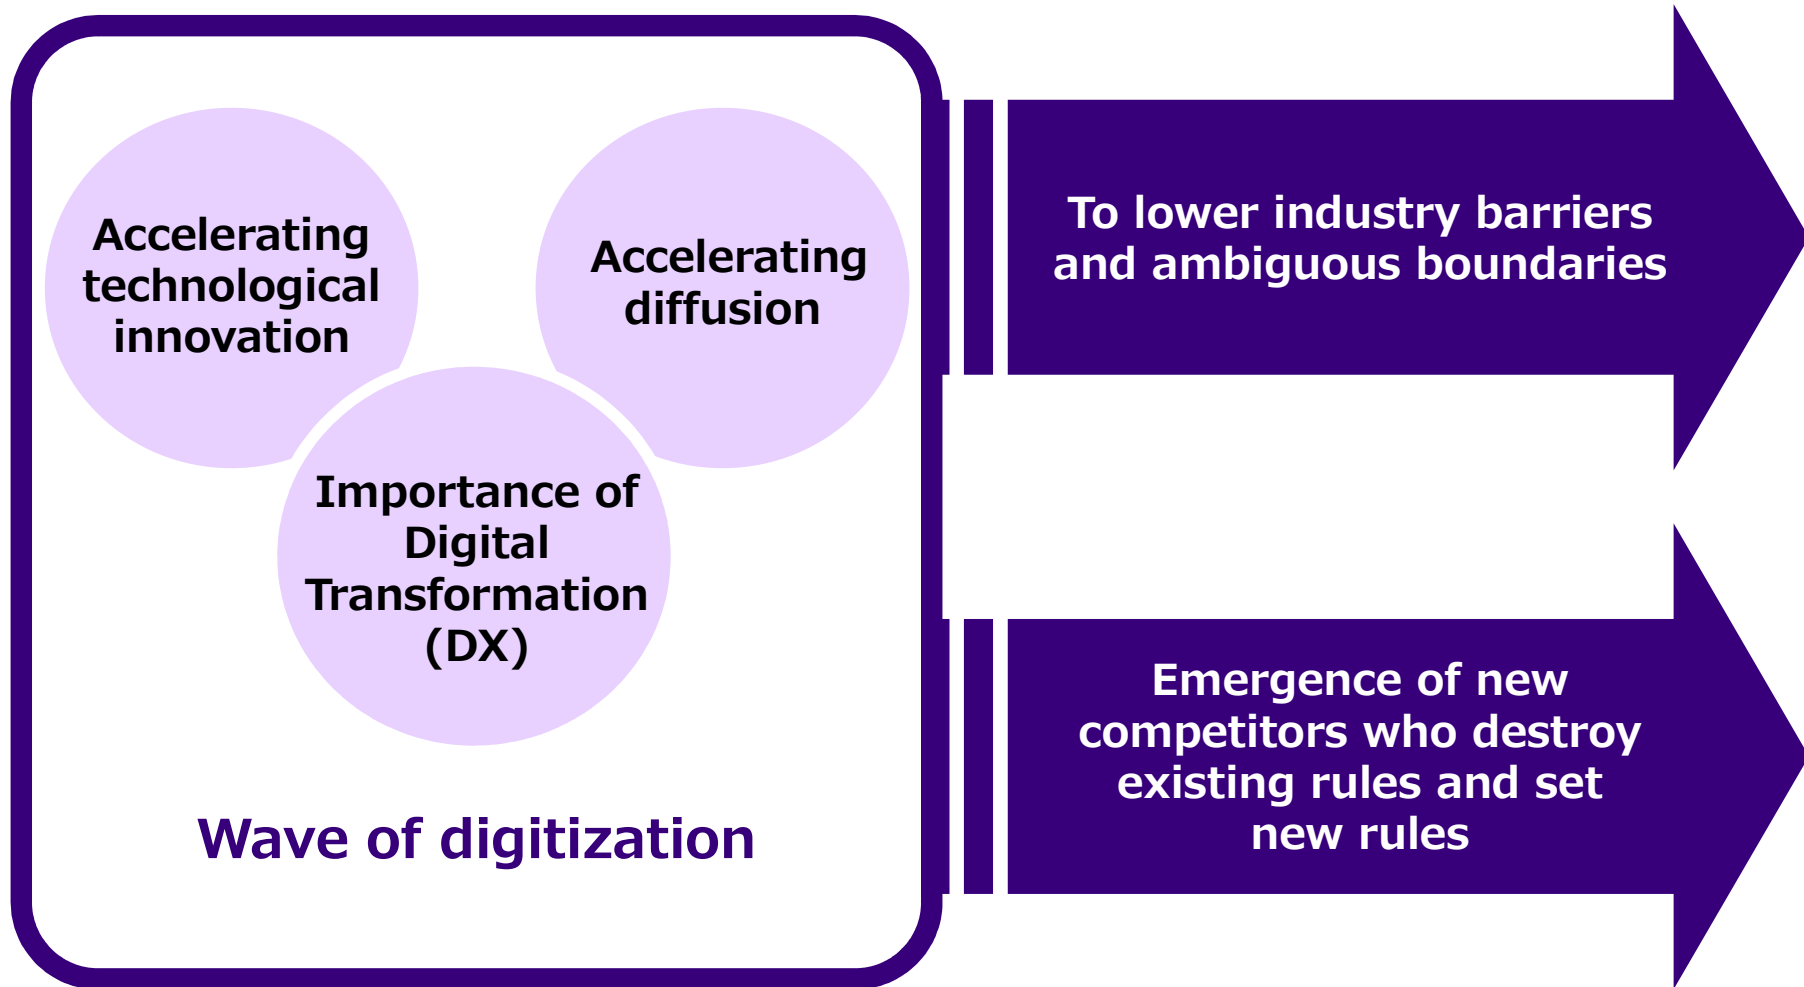 Accelerating
technological
innovation
Accelerating
diffusion
Importance of
Digital
Transformation
(DX)
Wave of digitization
To lower industry barriers
and ambiguous boundaries
Emergence of new
competitors who destroy
existing rules and set
new rules